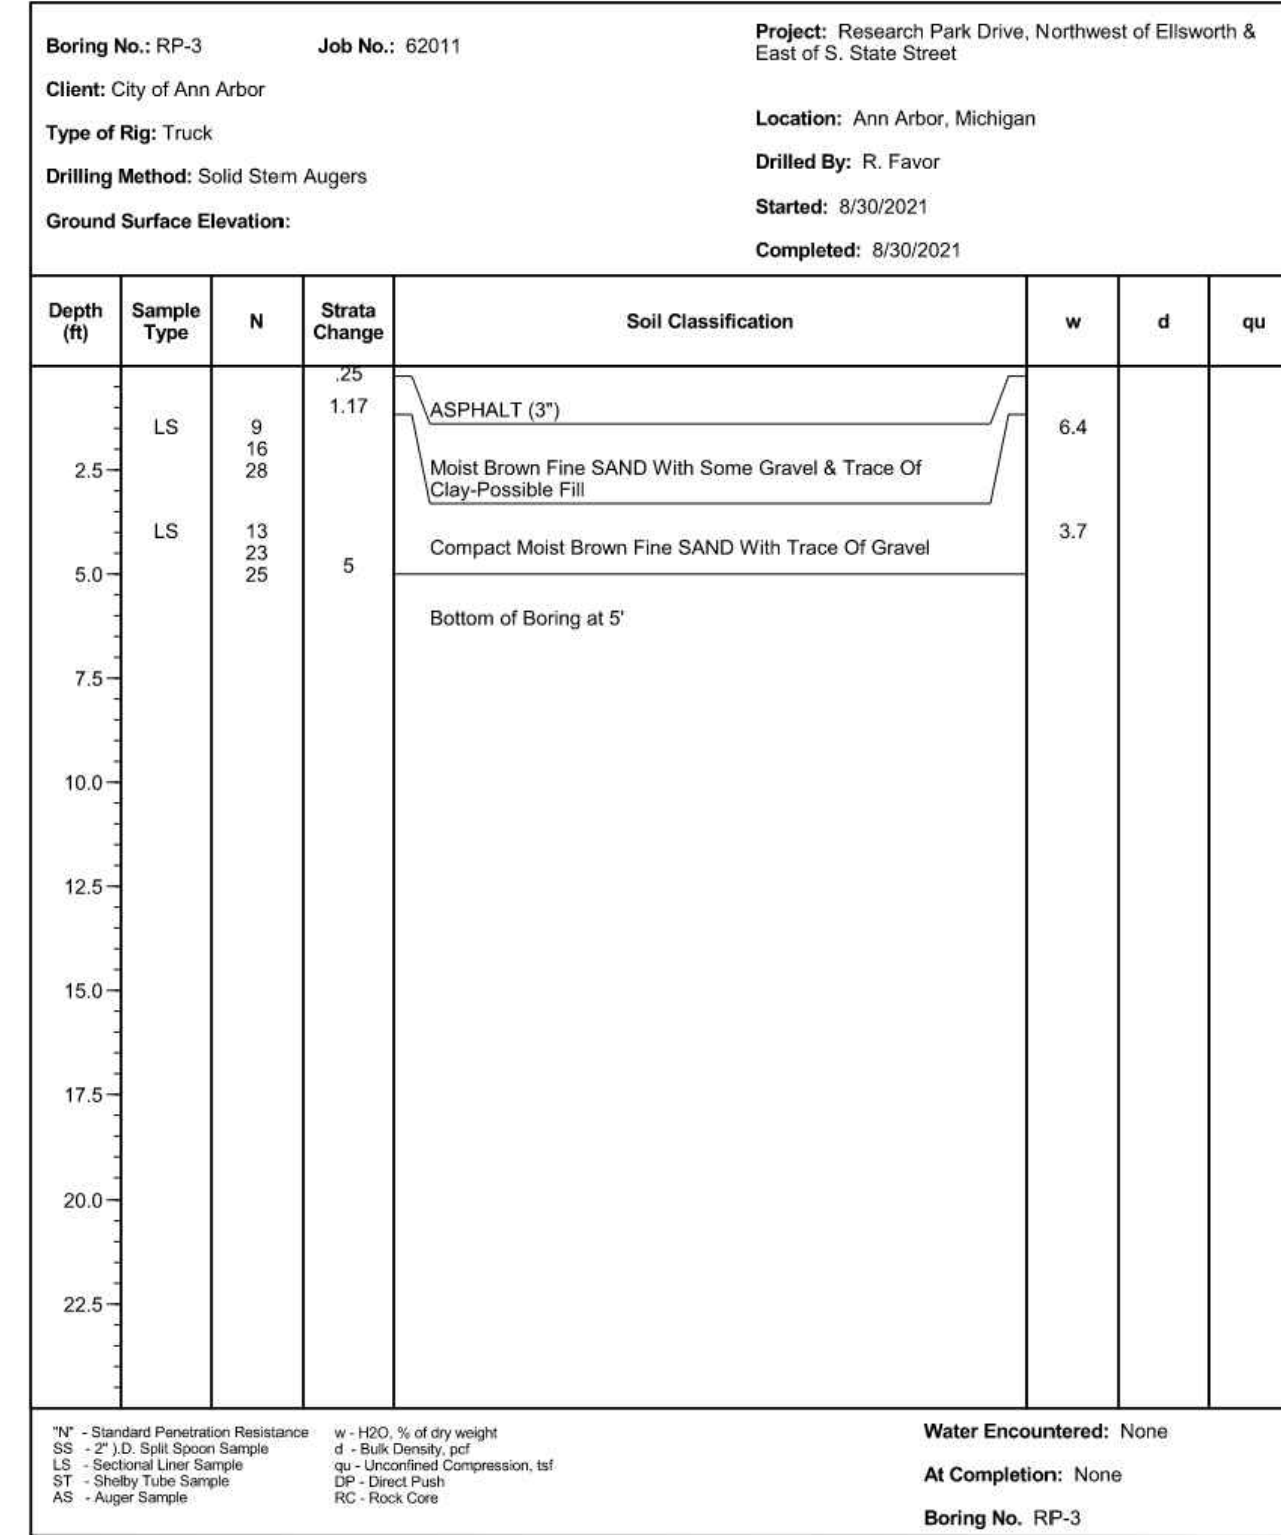 Boring No.: RP-3 Job No.: 62011
Client: City of Ann Arbor
Type of Rig: Truck
Drilling Method: Solid Stem Augers
Ground Surface Elevation:
Project: Research Park Drive, Northwest of Ellsworth &
East of S. State Street
Location: Ann Arbor, Michigan
Drilled By: R. Favor
Started: 8/30/2021
Completed: 8/30/2021
Depth (ft) Sample Type N Strata Change Soil Classification w d qu
.25
1.17
ASPHALT (3")
LS 9 6.4
16
2.5 28
Moist Brown Fine SAND With Some Gravel & Trace Of
Clay-Possible Fill
LS 13 3.7
23
Compact Moist Brown Fine SAND With Trace Of Gravel
5.0 25 5
Bottom of Boring at 5'
7.5
10.0
12.5
15.0
17.5
20.0
22.5
"N" - Standard Penetration Resistance
SS - 2" ).D. Split Spoon Sample
LS - Sectional Liner Sample
ST - Shelby Tube Sample
AS - Auger Sample
w - H2O, % of dry weight
d - Bulk Density, pcf
qu - Unconfined Compression, tsf
DP - Direct Push
RC - Rock Core
Water Encountered: None
At Completion: None
Boring No. RP-3